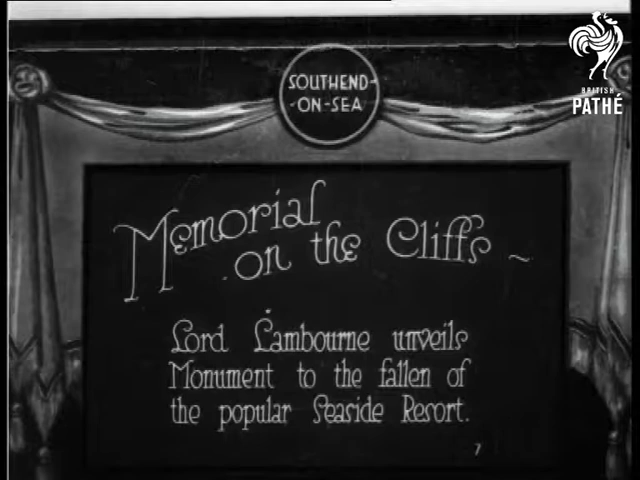 SOUTHEND-
-ON-SEA
BRITISH
PATHÉ
Memorial
on the Cliffs ~
Lord Lambourne unveils
Monument to the fallen of
the popular Seaside Resort.
7